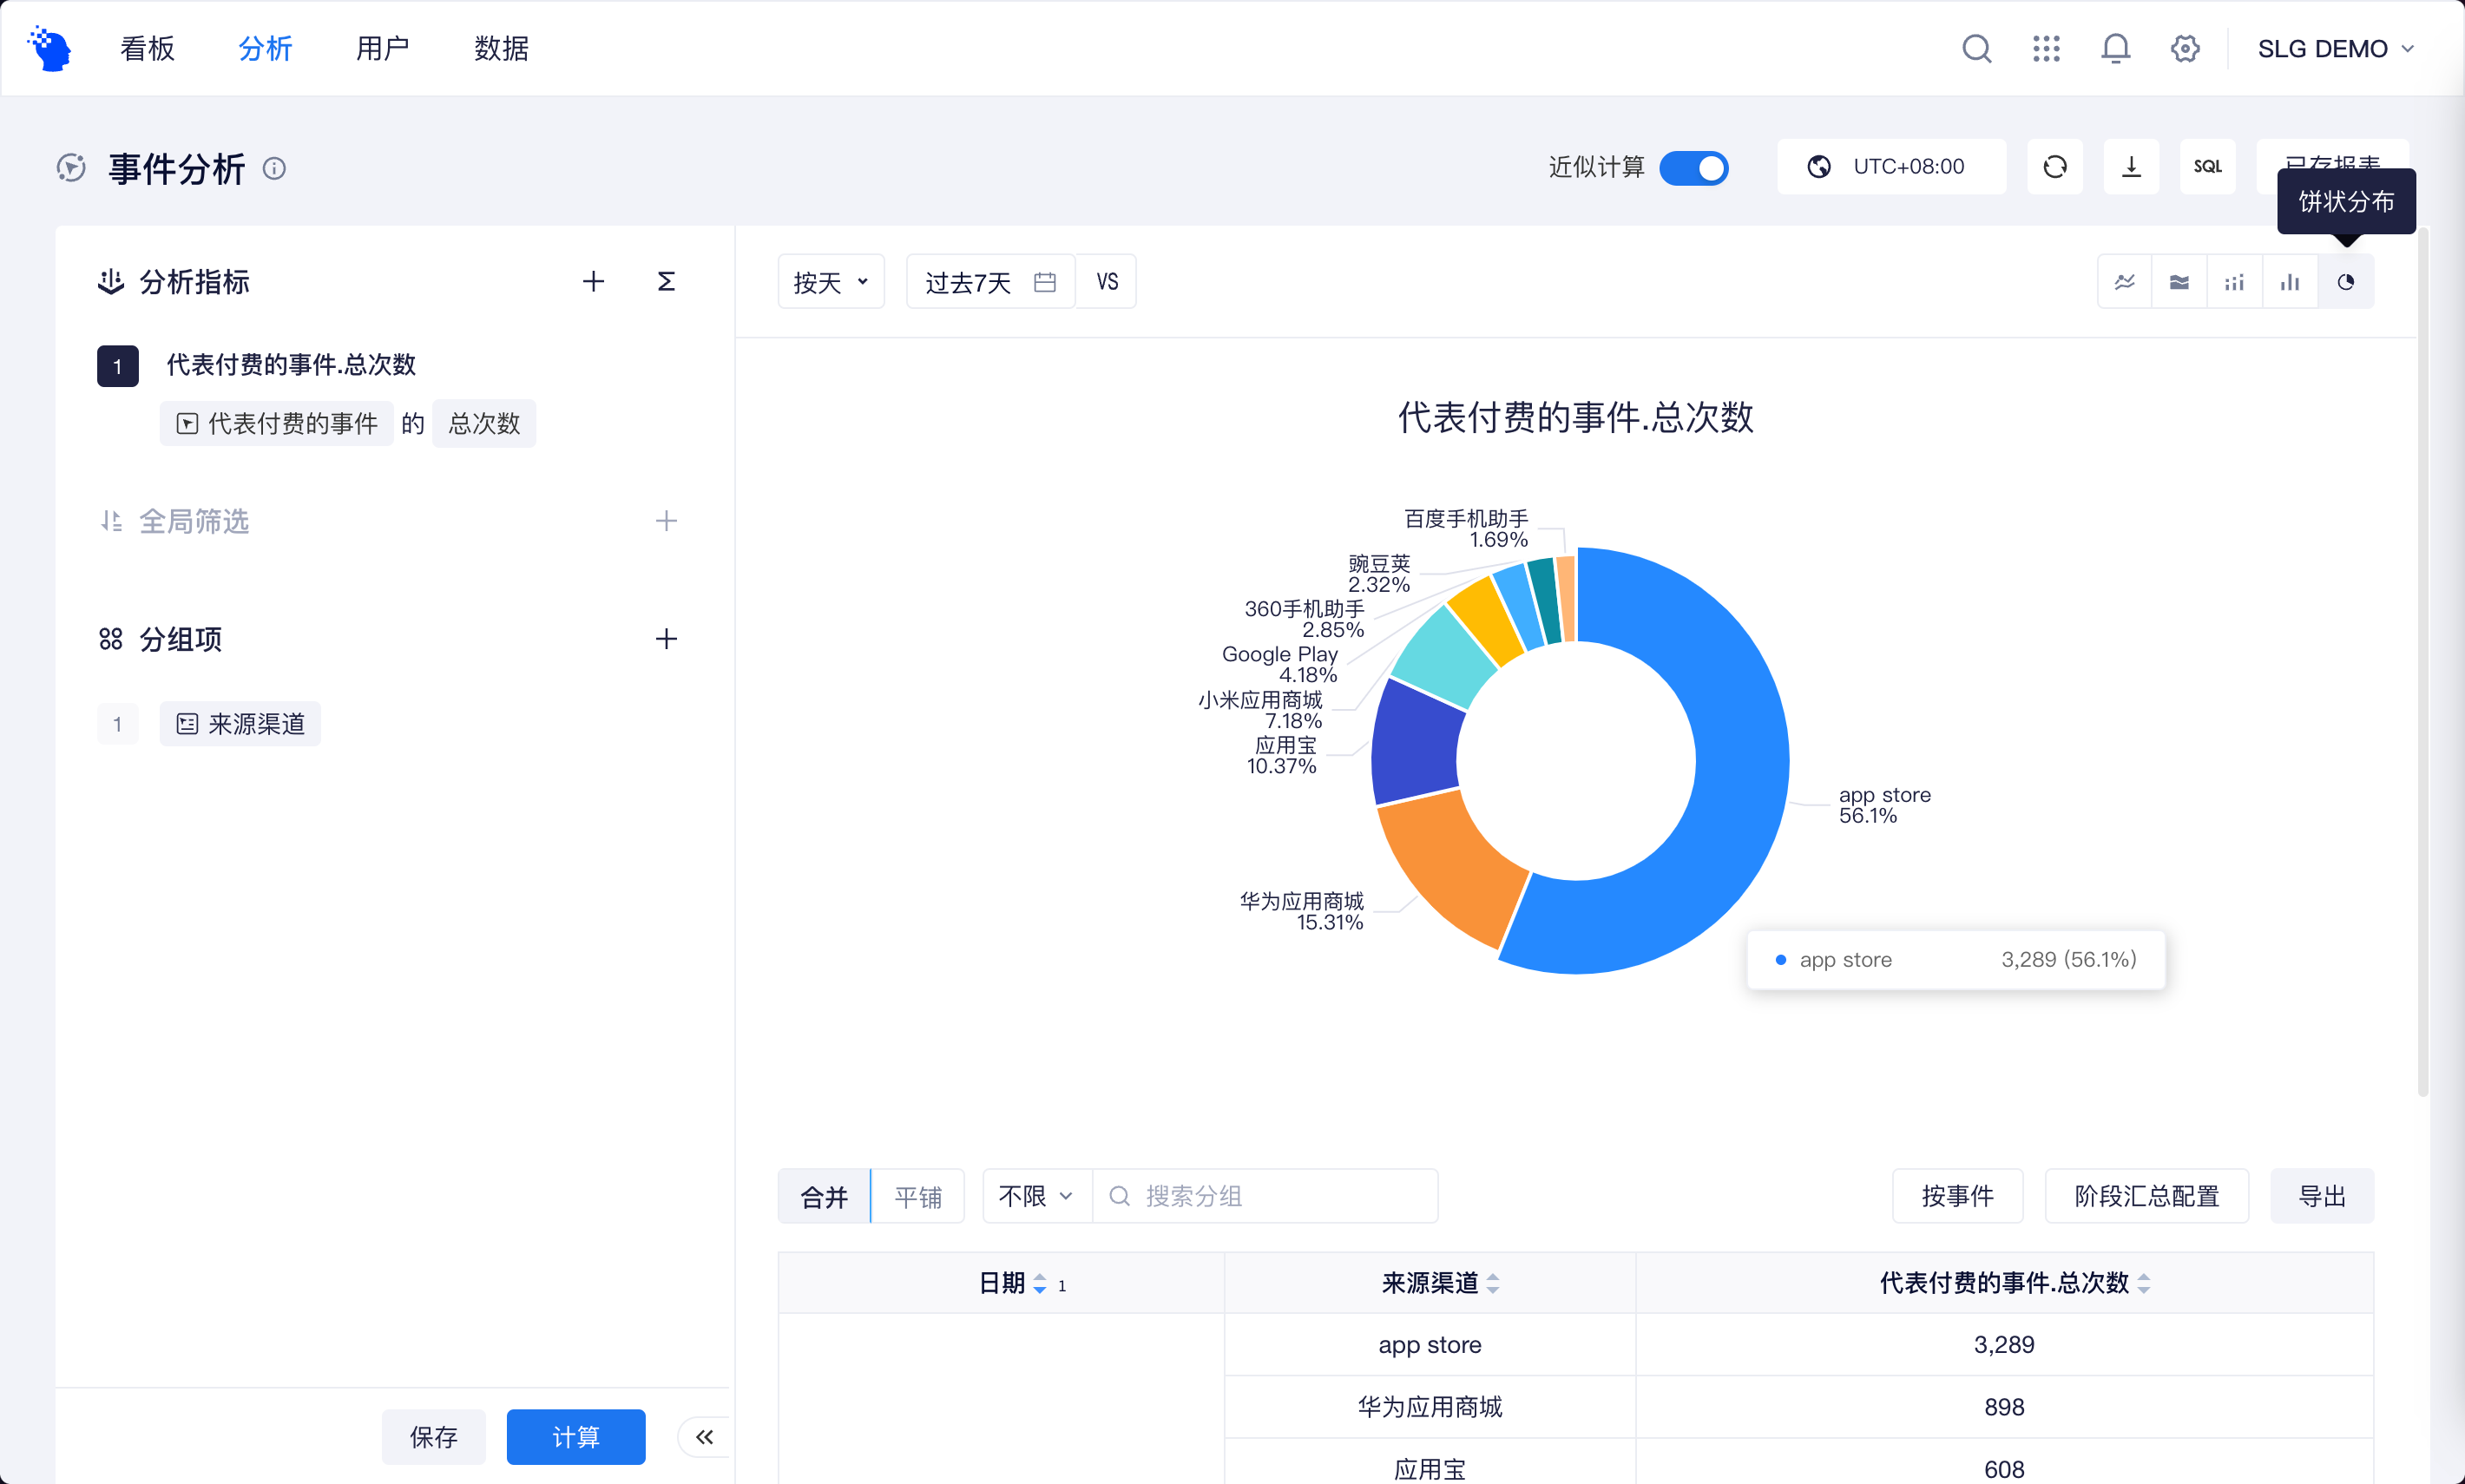 看板 分析 用户 数据 SLG DEMO
事件分析 近似计算 UTC+08:00 SQL 已存报表
饼状分布
分析指标
1 代表付费的事件.总次数
代表付费的事件 的 总次数
全局筛选
分组项
1 来源渠道
保存 计算
按天 过去7天 VS
代表付费的事件.总次数
百度手机助手
1.69%
豌豆荚
2.32%
360手机助手
2.85%
Google Play
4.18%
小米应用商城
7.18%
应用宝
10.37%
华为应用商城
15.31%
app store
56.1%
app store 3,289 (56.1%)
合并 平铺 不限 搜索分组 按事件 阶段汇总配置 导出
日期 1 来源渠道 代表付费的事件.总次数
app store 3,289
华为应用商城 898
应用宝 608